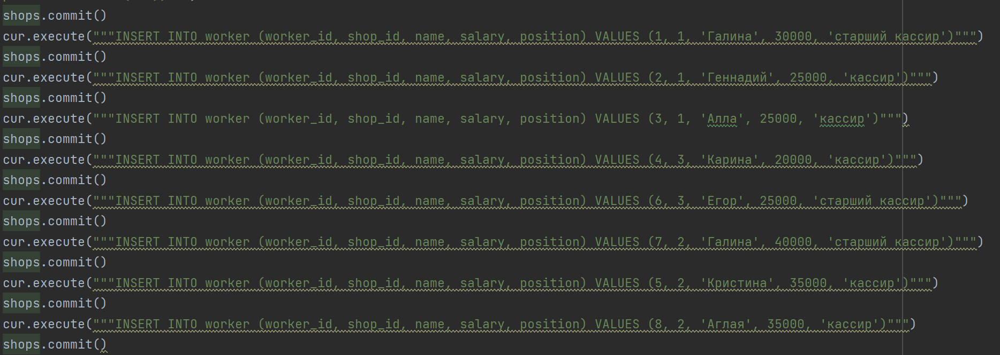 shops.commit()
cur.execute("""INSERT INTO worker (worker_id, shop_id, name, salary, position) VALUES (1, 1, 'Галина', 30000, 'старший кассир')""")
shops.commit()
cur.execute("""INSERT INTO worker (worker_id, shop_id, name, salary, position) VALUES (2, 1, 'Геннадий', 25000, 'кассир')""")
shops.commit()
cur.execute("""INSERT INTO worker (worker_id, shop_id, name, salary, position) VALUES (3, 1, 'Алла', 25000, 'кассир')""")
shops.commit()
cur.execute("""INSERT INTO worker (worker_id, shop_id, name, salary, position) VALUES (4, 3, 'Карина', 20000, 'кассир')""")
shops.commit()
cur.execute("""INSERT INTO worker (worker_id, shop_id, name, salary, position) VALUES (6, 3, 'Егор', 25000, 'старший кассир')""")
shops.commit()
cur.execute("""INSERT INTO worker (worker_id, shop_id, name, salary, position) VALUES (7, 2, 'Галина', 40000, 'старший кассир')""")
shops.commit()
cur.execute("""INSERT INTO worker (worker_id, shop_id, name, salary, position) VALUES (5, 2, 'Кристина', 35000, 'кассир')""")
shops.commit()
cur.execute("""INSERT INTO worker (worker_id, shop_id, name, salary, position) VALUES (8, 2, 'Аглая', 35000, 'кассир')""")
shops.commit()